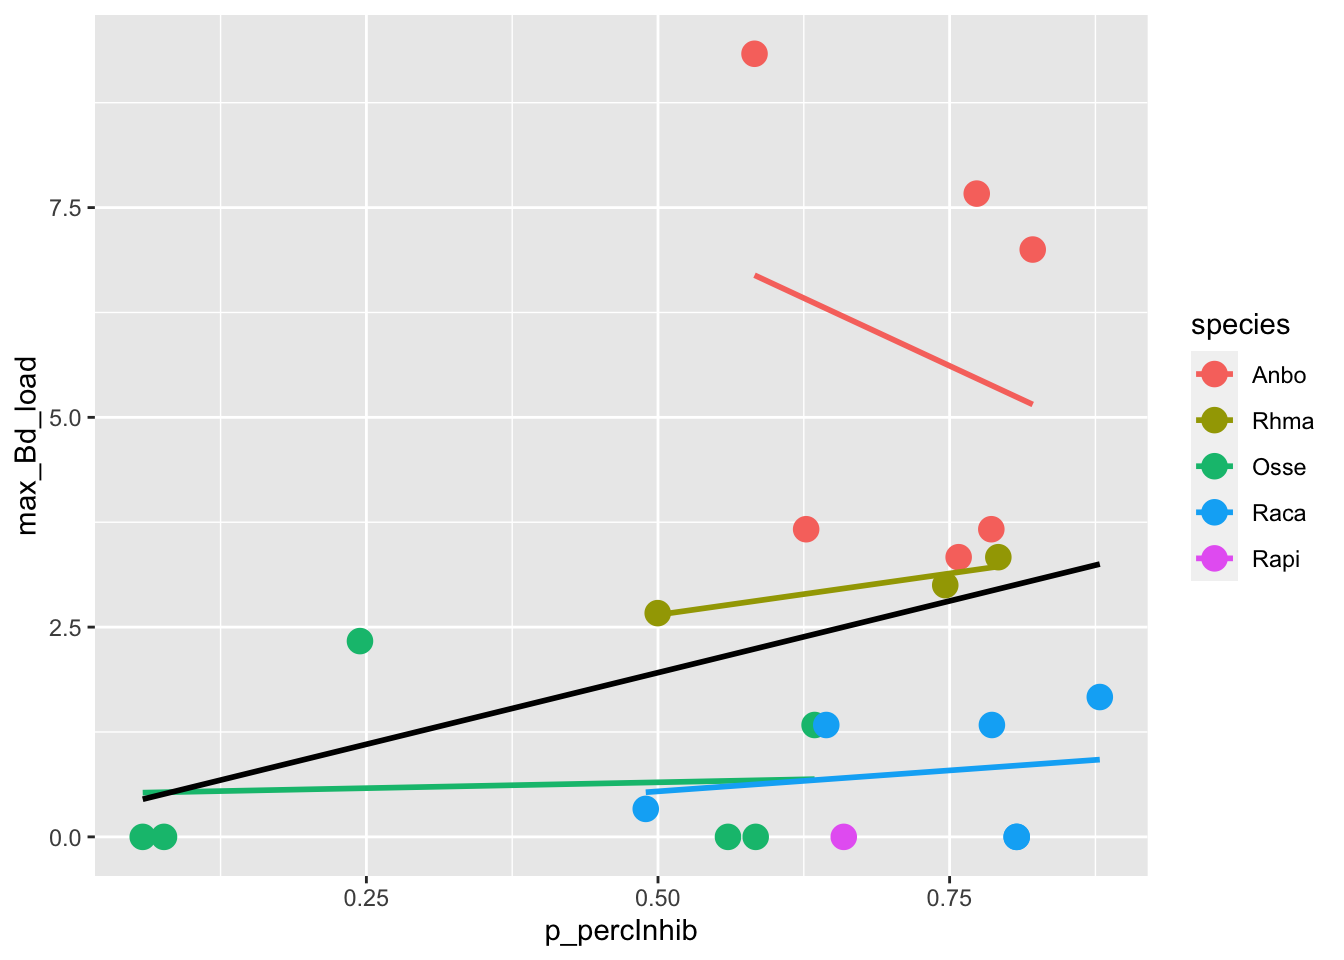 max_Bd_load
7.5
5.0
2.5
0.0
0.25
0.50
0.75
p_percInhib
species
Anbo
Rhma
Osse
Raca
Rapi